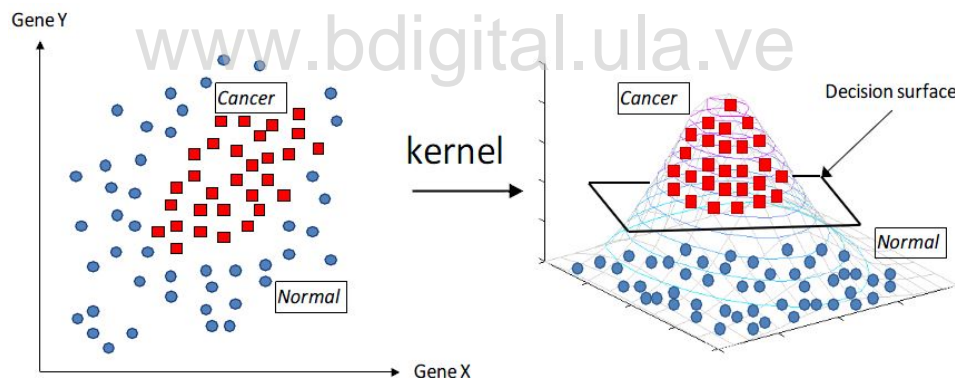 Gene Y
www.bdigital.ula.ve
Cancer
Normal
Gene X
kernel
Cancer
Decision surface
Normal